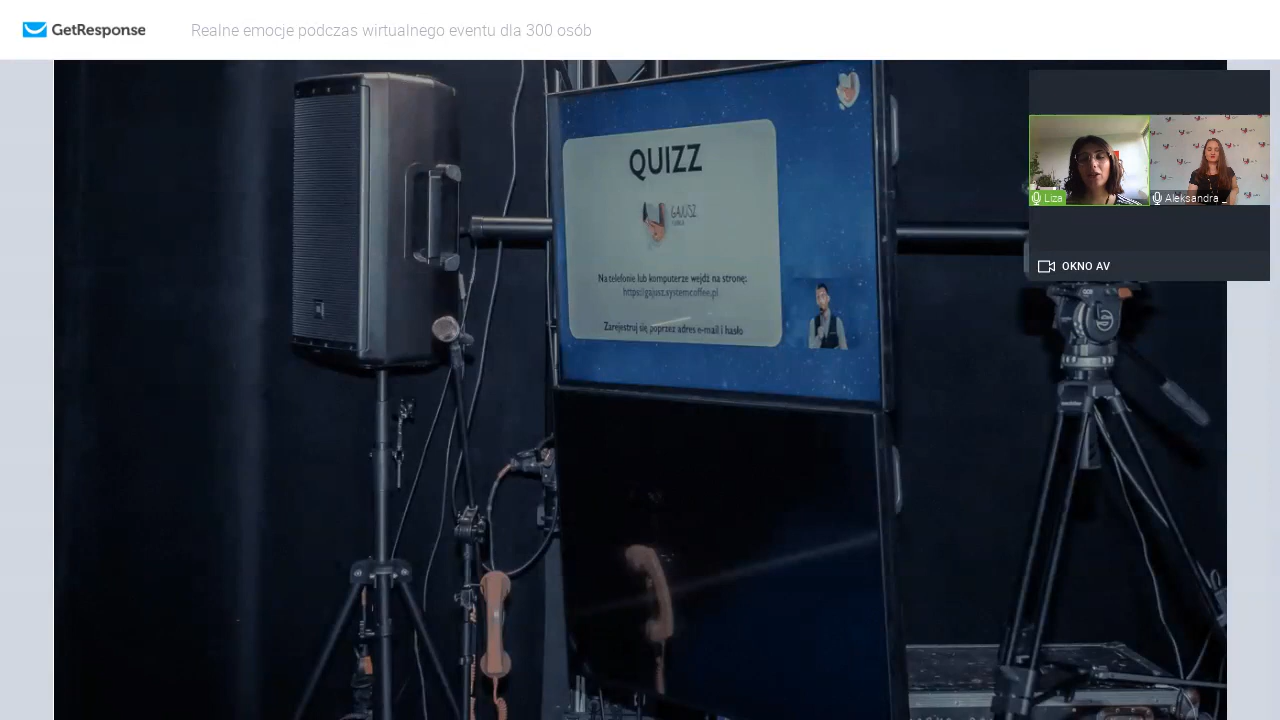 GetResponse
Realne emocje podczas wirtualnego eventu dla 300 osób
QUIZZ
GAJUSZ
Na telefonie lub komputerze wejdź na stronę:
https://gajusz.systemcoffee.pl
Zarejestruj się poprzez adres e-mail i hasło
Liza
Aleksandra _
OKNO AV